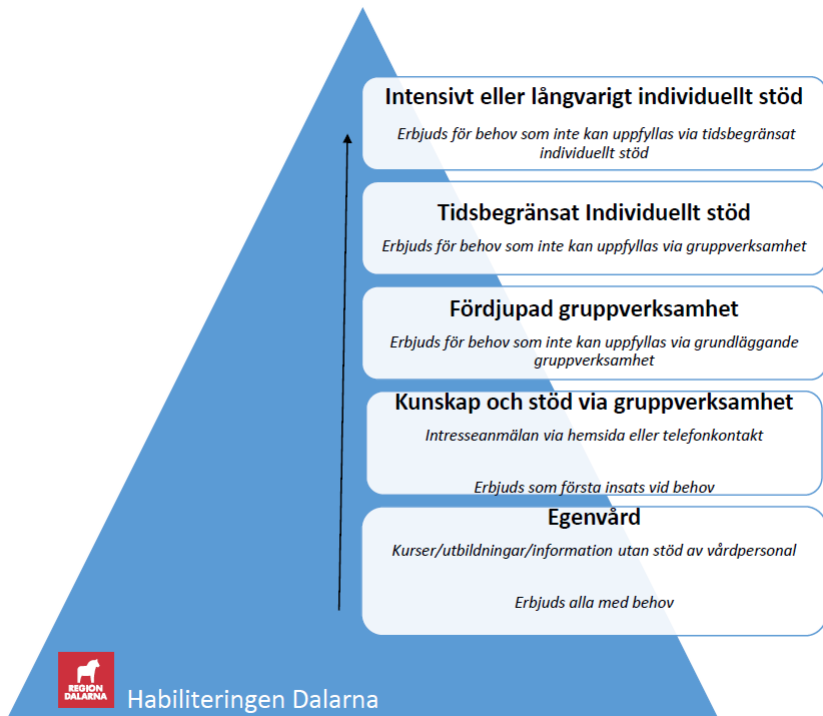 Intensivt eller långvarigt individuellt stöd
Erbjuds för behov som inte kan uppfyllas via tidsbegränsat
individuellt stöd
Tidsbegränsat Individuellt stöd
Erbjuds för behov som inte kan uppfyllas via gruppverksamhet
Fördjupad gruppverksamhet
Erbjuds för behov som inte kan uppfyllas via grundläggande
gruppverksamhet
Kunskap och stöd via gruppverksamhet
Intresseanmälan via hemsida eller telefonkontakt
Erbjuds som första insats vid behov
Egenvård
Kurser/utbildningar/information utan stöd av vårdpersonal
Erbjuds alla med behov
REGION
DALARNA
Habiliteringen Dalarna